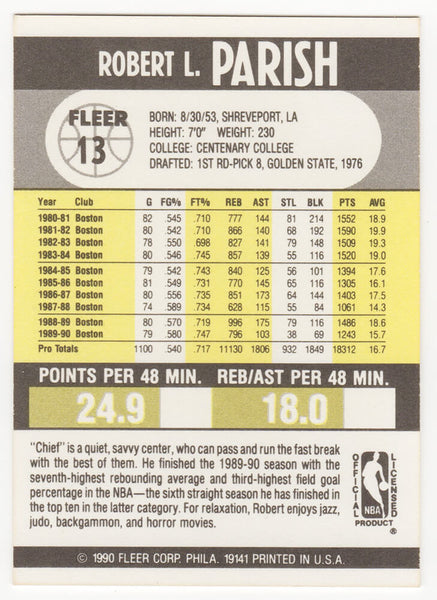 ROBERT L. PARISH
FLEER
13
BORN: 8/30/53, SHREVEPORT, LA
HEIGHT: 7'0" WEIGHT: 230
COLLEGE: CENTENARY COLLEGE
DRAFTED: 1ST RD-PICK 8, GOLDEN STATE, 1976
Year Club G FG% FT% REB AST STL BLK PTS AVG
1980-81 Boston 82 .545 .710 777 144 81 214 1552 18.9
1981-82 Boston 80 .542 .710 866 140 68 192 1590 19.9
1982-83 Boston 78 .550 .698 827 141 79 148 1509 19.3
1983-84 Boston 80 .546 .745 857 139 55 116 1520 19.0
1984-85 Boston 79 .542 .743 840 125 56 101 1394 17.6
1985-86 Boston 81 .549 .731 770 145 65 116 1305 16.1
1986-87 Boston 80 .556 .735 851 173 64 144 1403 17.5
1987-88 Boston 74 .589 .734 628 115 55 84 1061 14.3
1988-89 Boston 80 .570 .719 996 175 79 116 1486 18.6
1989-90 Boston 79 .580 .747 796 103 38 69 1243 15.7
Pro Totals 1100 .540 .717 11130 1806 932 1849 18312 16.7
POINTS PER 48 MIN. REB/AST PER 48 MIN.
24.9 18.0
"Chief" is a quiet, savvy center, who can pass and run the fast break
with the best of them. He finished the 1989-90 season with the
seventh-highest rebounding average and third-highest field goal
percentage in the NBA—the sixth straight season he has finished in
the top ten in the latter category. For relaxation, Robert enjoys jazz,
judo, backgammon, and horror movies.
OFFICIAL
LICENSED
NBA
PRODUCT
®
© 1990 FLEER CORP. PHILA. 19141 PRINTED IN U.S.A.